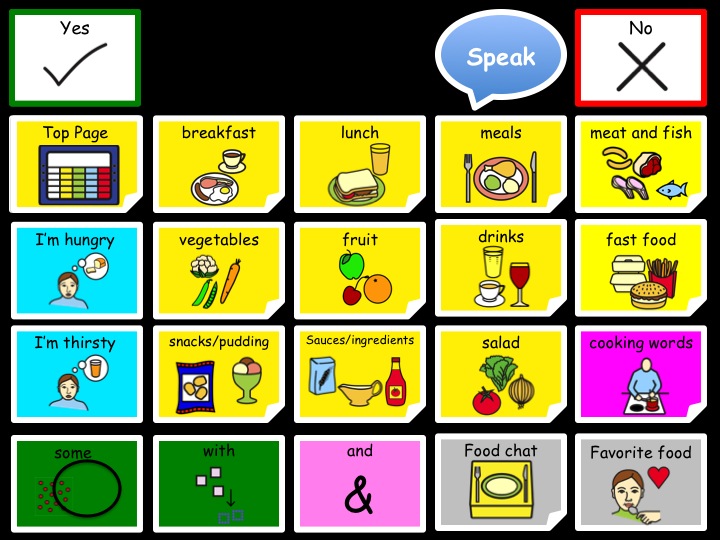 Yes
Speak
No
Top Page
breakfast
lunch
meals
meat and fish
I'm hungry
vegetables
fruit
drinks
fast food
I'm thirsty
snacks/pudding
Sauces/ingredients
salad
cooking words
some
with
and
Food chat
Favorite food
&